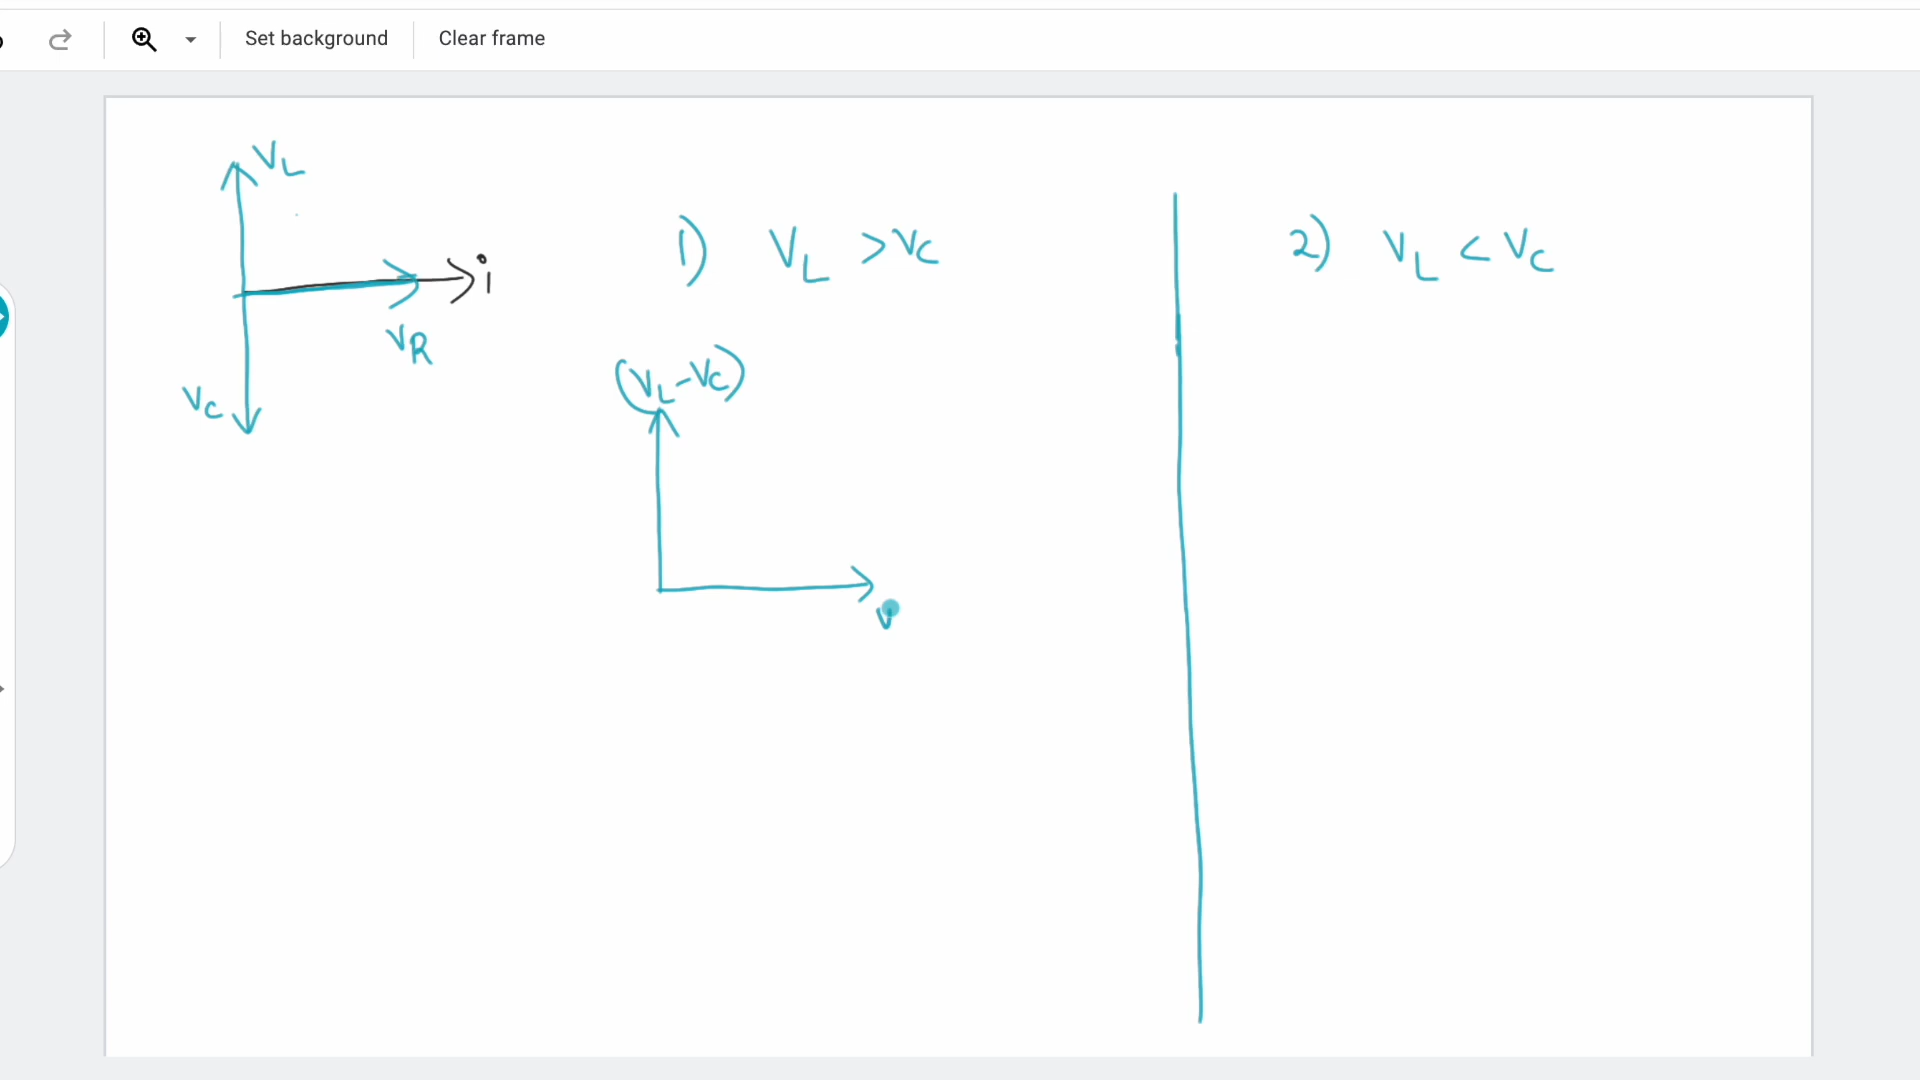 Set background
Clear frame
VL
i
VR
VC
1) VL > VC
(VL - VC)
V
2) VL < VC